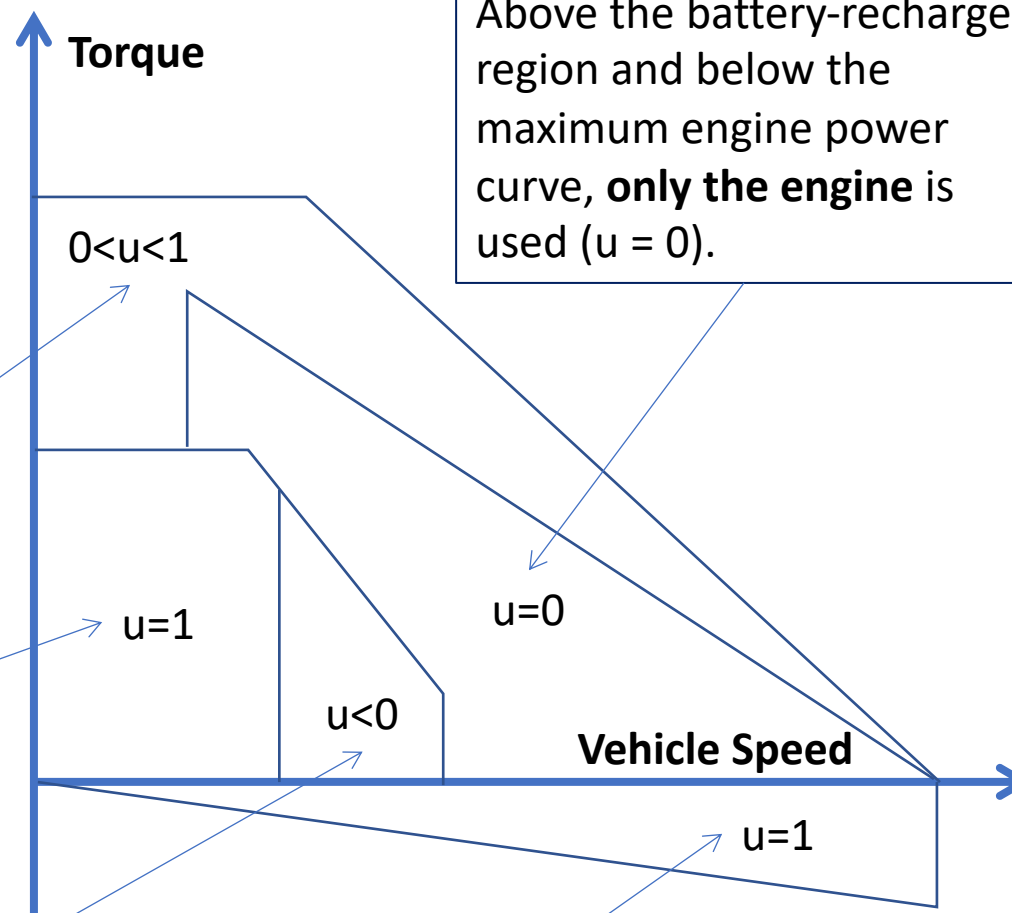 Above the battery-recharge
region and below the
maximum engine power
curve, only the engine is
used (u = 0).
Torque
0<u<1
u=1
u=0
u<0
Vehicle Speed
u=1